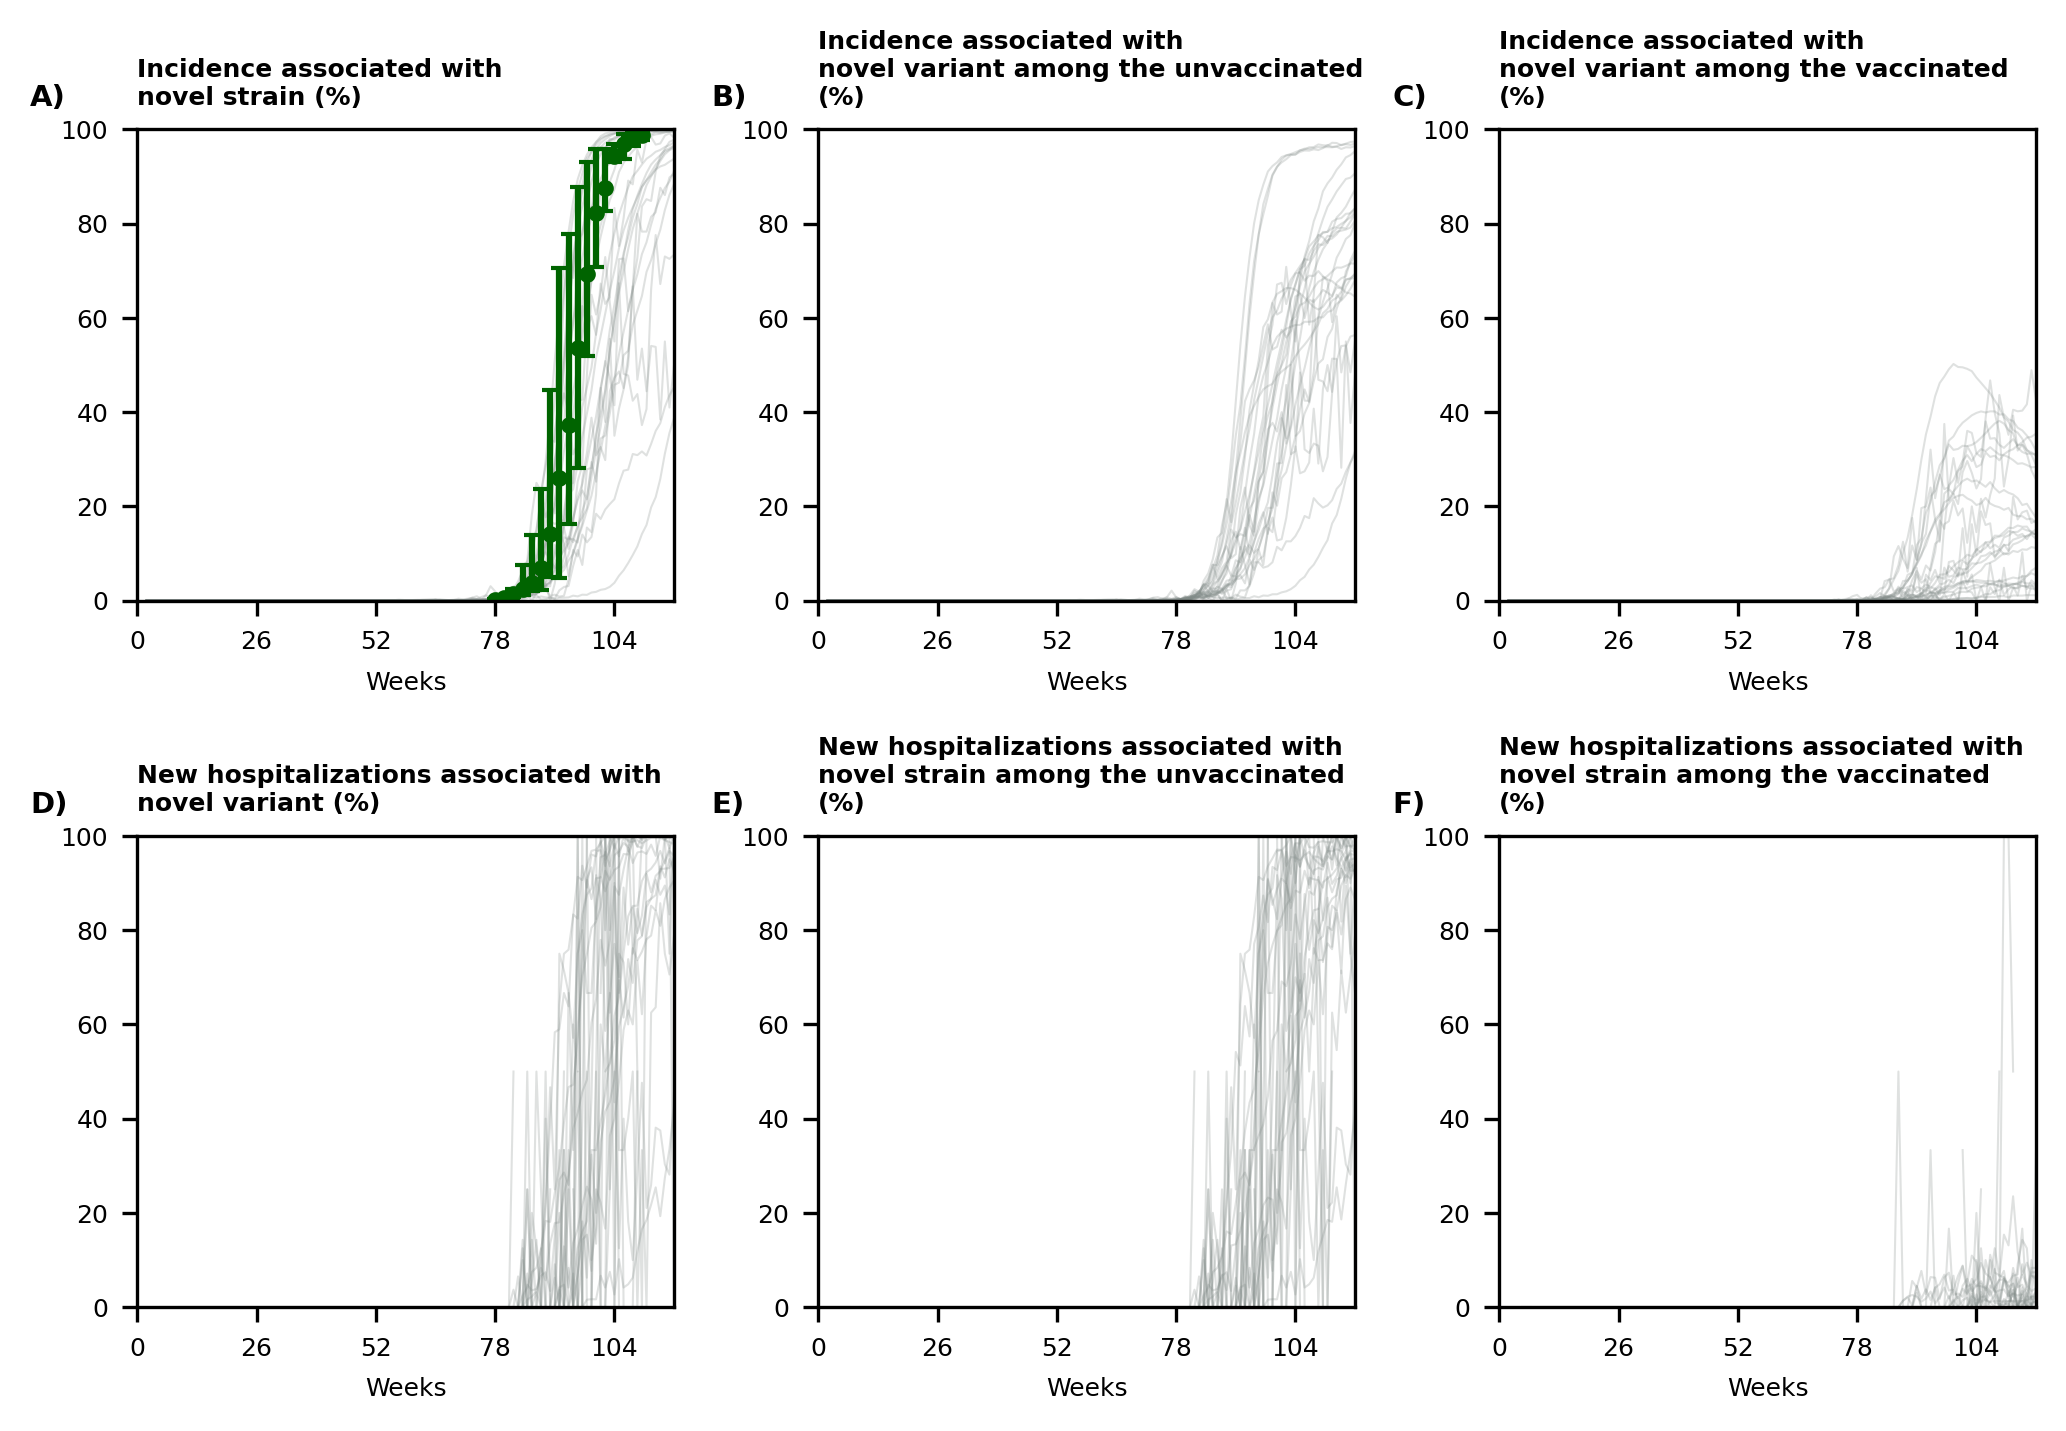 A)
Incidence associated with
novel strain (%)
100
80
60
40
20
0
0 26 52 78 104
Weeks
B)
Incidence associated with
novel variant among the unvaccinated
(%)
100
80
60
40
20
0
0 26 52 78 104
Weeks
C)
Incidence associated with
novel variant among the vaccinated
(%)
100
80
60
40
20
0
0 26 52 78 104
Weeks
D)
New hospitalizations associated with
novel variant (%)
100
80
60
40
20
0
0 26 52 78 104
Weeks
E)
New hospitalizations associated with
novel strain among the unvaccinated
(%)
100
80
60
40
20
0
0 26 52 78 104
Weeks
F)
New hospitalizations associated with
novel strain among the vaccinated
(%)
100
80
60
40
20
0
0 26 52 78 104
Weeks